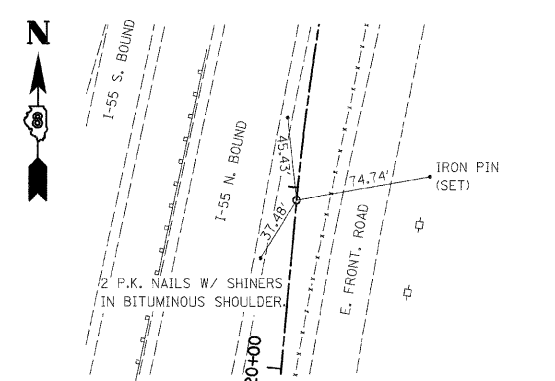 N
I-55 S. BOUND
I-55 N. BOUND
45.43'
74.74'
IRON PIN
(SET)
37.48'
E. FRONT. ROAD
2 P.K. NAILS W/ SHINERS
IN BITUMINOUS SHOULDER.
20+00